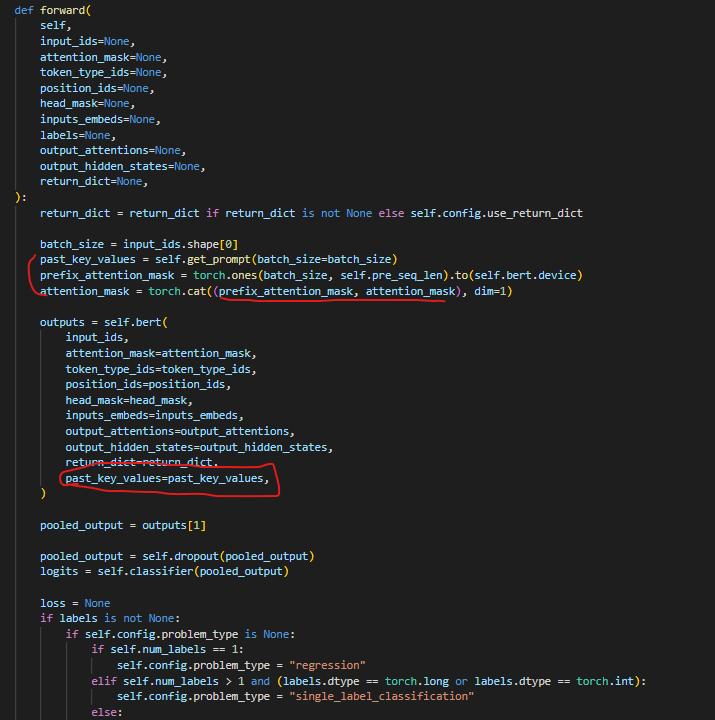 def forward(
    self,
    input_ids=None,
    attention_mask=None,
    token_type_ids=None,
    position_ids=None,
    head_mask=None,
    inputs_embeds=None,
    labels=None,
    output_attentions=None,
    output_hidden_states=None,
    return_dict=None,
):
    return_dict = return_dict if return_dict is not None else self.config.use_return_dict

    batch_size = input_ids.shape[0]
    past_key_values = self.get_prompt(batch_size=batch_size)
    prefix_attention_mask = torch.ones(batch_size, self.pre_seq_len).to(self.bert.device)
    attention_mask = torch.cat((prefix_attention_mask, attention_mask), dim=1)

    outputs = self.bert(
        input_ids,
        attention_mask=attention_mask,
        token_type_ids=token_type_ids,
        position_ids=position_ids,
        head_mask=head_mask,
        inputs_embeds=inputs_embeds,
        output_attentions=output_attentions,
        output_hidden_states=output_hidden_states,
        return_dict=return_dict,
        past_key_values=past_key_values,
    )

    pooled_output = outputs[1]

    pooled_output = self.dropout(pooled_output)
    logits = self.classifier(pooled_output)

    loss = None
    if labels is not None:
        if self.config.problem_type is None:
            if self.num_labels == 1:
                self.config.problem_type = "regression"
            elif self.num_labels > 1 and (labels.dtype == torch.long or labels.dtype == torch.int):
                self.config.problem_type = "single_label_classification"
            else: